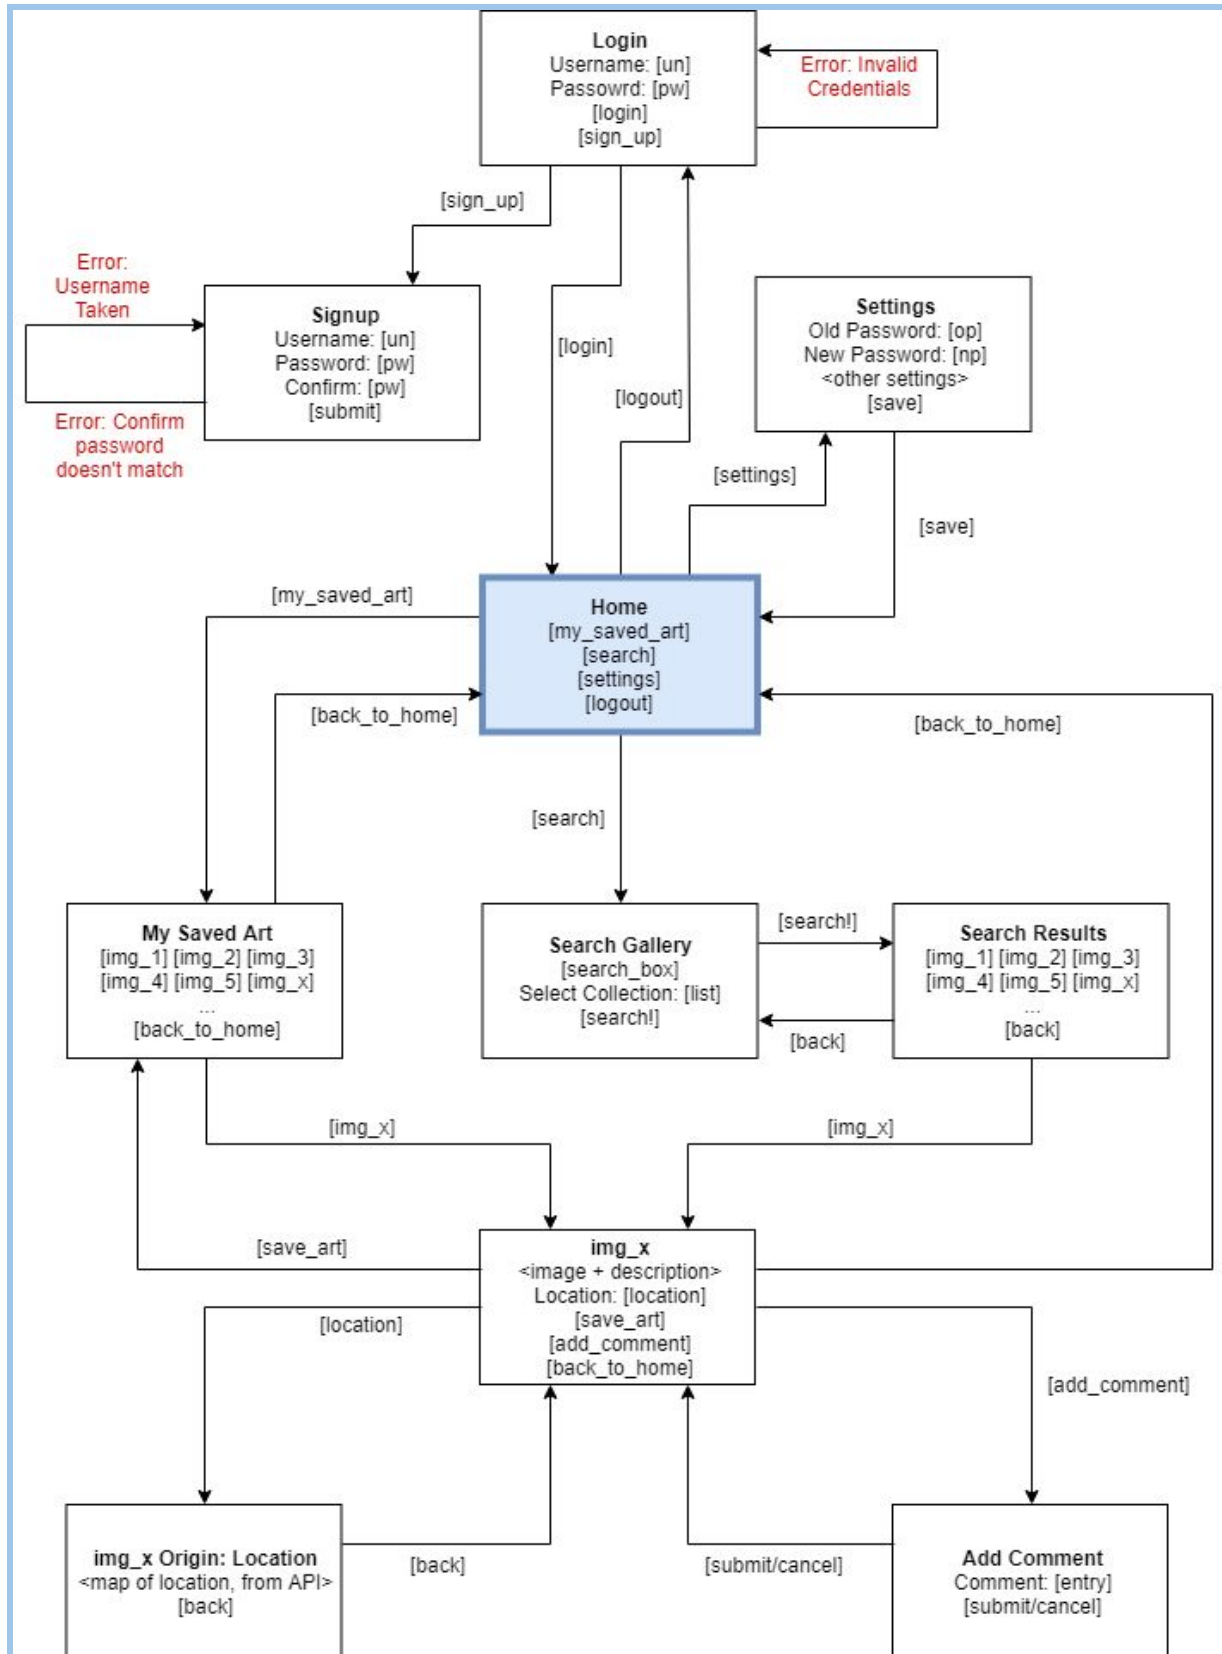 Login
Username: [un]
Passowrd: [pw]
[login]
[sign_up]
Error: Invalid
Credentials
[sign_up]
Error:
Username
Taken
Signup
Username: [un]
Password: [pw]
Confirm: [pw]
[submit]
Error: Confirm
password
doesn't match
[login]
[logout]
Settings
Old Password: [op]
New Password: [np]
<other settings>
[save]
[settings]
[save]
[my_saved_art]
Home
[my_saved_art]
[search]
[settings]
[logout]
[back_to_home]
[back_to_home]
[search]
My Saved Art
[img_1] [img_2] [img_3]
[img_4] [img_5] [img_x]
...
[back_to_home]
Search Gallery
[search_box]
Select Collection: [list]
[search!]
[search!]
[back]
Search Results
[img_1] [img_2] [img_3]
[img_4] [img_5] [img_x]
...
[back]
[img_x]
[img_x]
[save_art]
img_x
<image + description>
Location: [location]
[save_art]
[add_comment]
[back_to_home]
[location]
[add_comment]
img_x Origin: Location
<map of location, from API>
[back]
[back]
[submit/cancel]
Add Comment
Comment: [entry]
[submit/cancel]